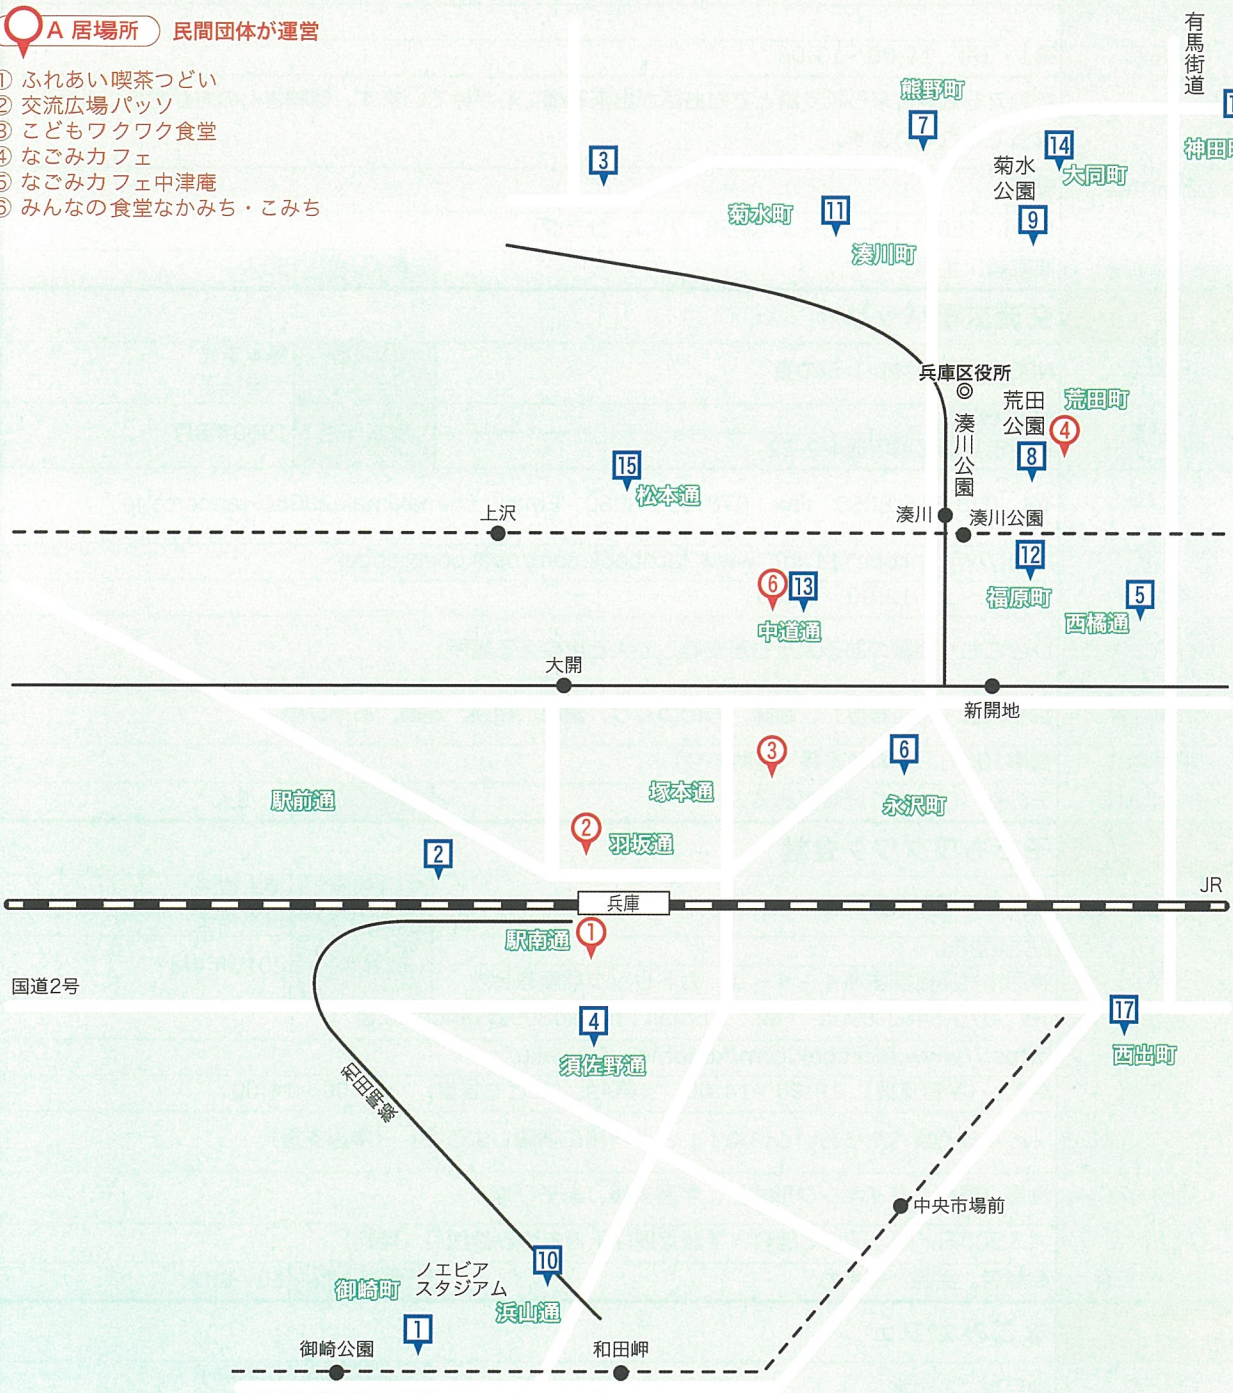 A 居場所 民間団体が運営
① ふれあい喫茶つどい
② 交流広場パッソ
③ こどもワクワク食堂
④ なごみカフェ
⑤ なごみカフェ中津庵
⑥ みんなの食堂なかみち・こみち
有馬街道
熊野町
7
3
14
大同町
神田
菊水
公園
9
菊水町
11
湊川町
兵庫区役所
荒田
公園
荒田町
4
8
湊川公園
15
松本通
上沢
湊川
湊川公園
12
福原町
5
西橘通
6
13
中道通
大開
新開地
3
6
永沢町
塚本通
駅前通
2
羽坂通
2
JR
兵庫
駅南通
1
国道2号
4
須佐野通
17
西出町
和田岬線
中央市場前
10
ノエビア
スタジアム
御崎町
浜山通
1
御崎公園
和田岬